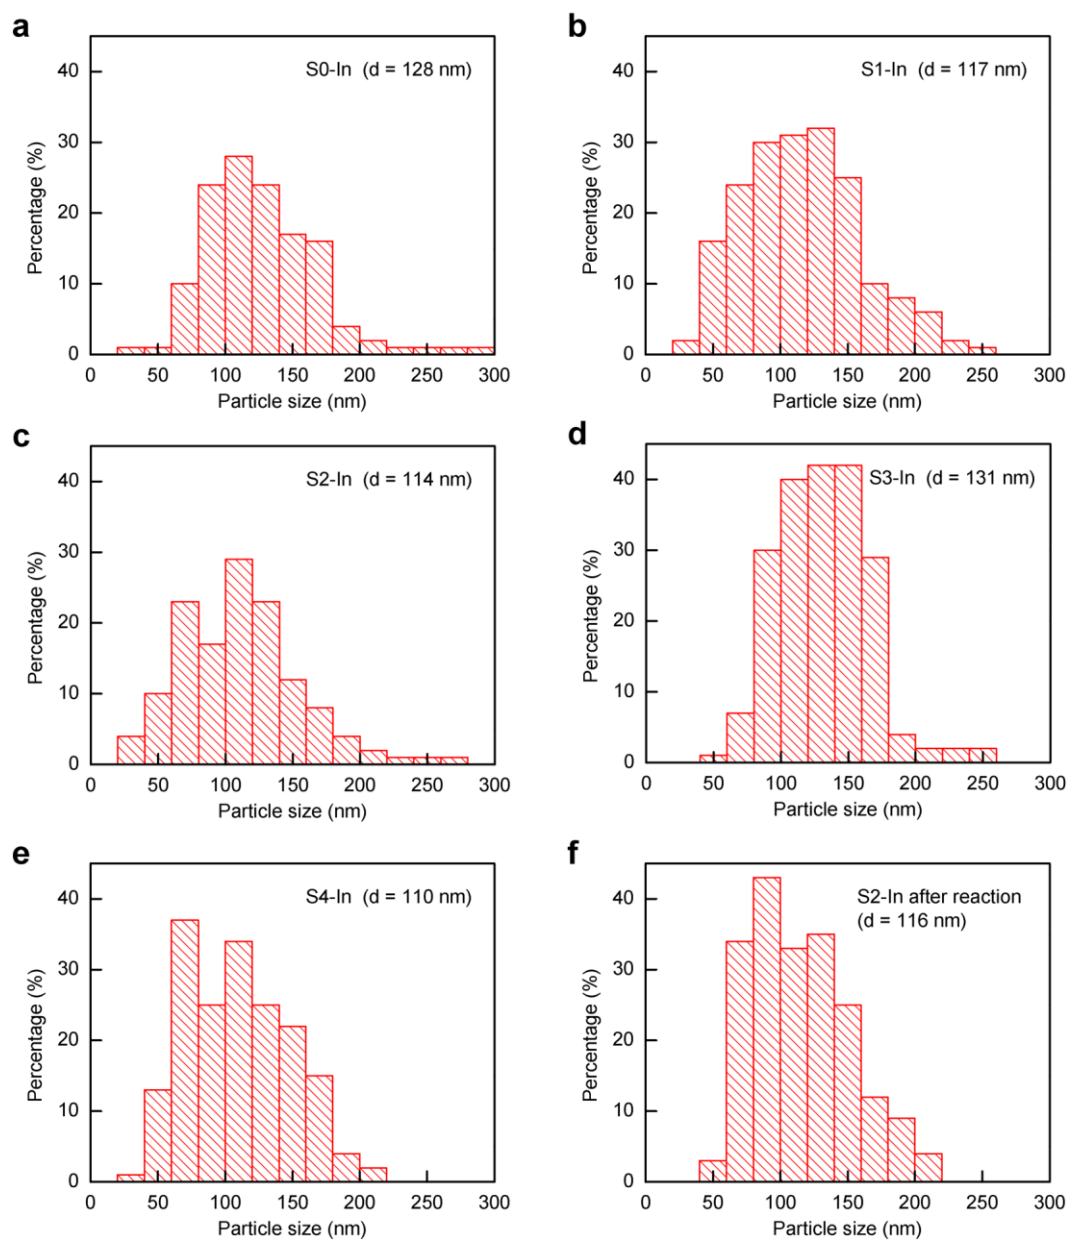 a
S0-In (d = 128 nm)
Percentage (%)
40
30
20
10
0
0 50 100 150 200 250 300
Particle size (nm)
b
S1-In (d = 117 nm)
Percentage (%)
40
30
20
10
0
0 50 100 150 200 250 300
Particle size (nm)
c
S2-In (d = 114 nm)
Percentage (%)
40
30
20
10
0
0 50 100 150 200 250 300
Particle size (nm)
d
S3-In (d = 131 nm)
Percentage (%)
40
30
20
10
0
0 50 100 150 200 250 300
Particle size (nm)
e
S4-In (d = 110 nm)
Percentage (%)
40
30
20
10
0
0 50 100 150 200 250 300
Particle size (nm)
f
S2-In after reaction
(d = 116 nm)
Percentage (%)
40
30
20
10
0
0 50 100 150 200 250 300
Particle size (nm)